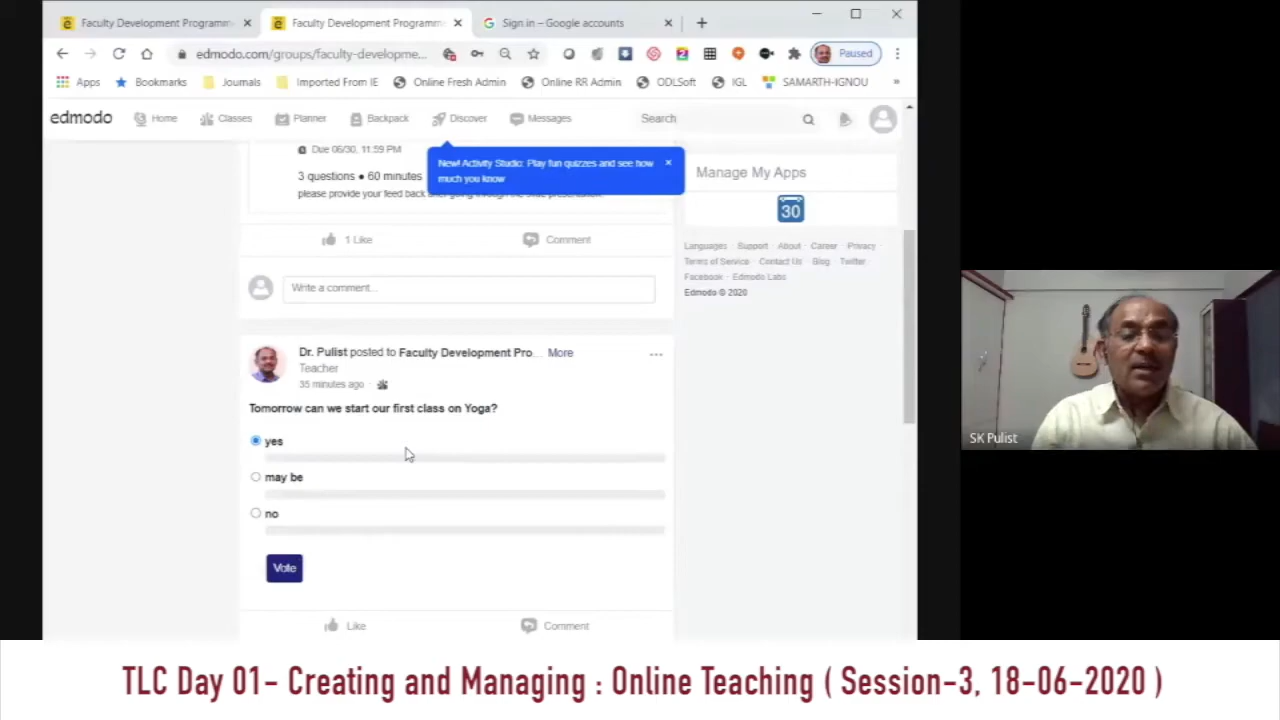 Faculty Development Programm
Faculty Development Programm
Sign in – Google accounts
edmodo.com/groups/faculty-developme...
Paused
Apps
Bookmarks
Journals
Imported From IE
Online Fresh Admin
Online RR Admin
ODLSoft
IGL
SAMARTH-IGNOU
»
edmodo
Home
Classes
Planner
Backpack
Discover
Messages
Search
Due 06/30, 11:59 PM
New! Activity Studio: Play fun quizzes and see how
much you know
3 questions • 60 minutes
please provide your feed back after going through the
Manage My Apps
30
1 Like
Comment
Languages Support About Career Privacy
Terms of Service Contact Us Blog Twitter
Facebook Edmodo Labs
Edmodo © 2020
Write a comment...
Dr. Pulist posted to Faculty Development Pro... More
Teacher
35 minutes ago
Tomorrow can we start our first class on Yoga?
yes
may be
no
Vote
Like
Comment
SK Pulist
TLC Day 01- Creating and Managing : Online Teaching ( Session-3, 18-06-2020 )